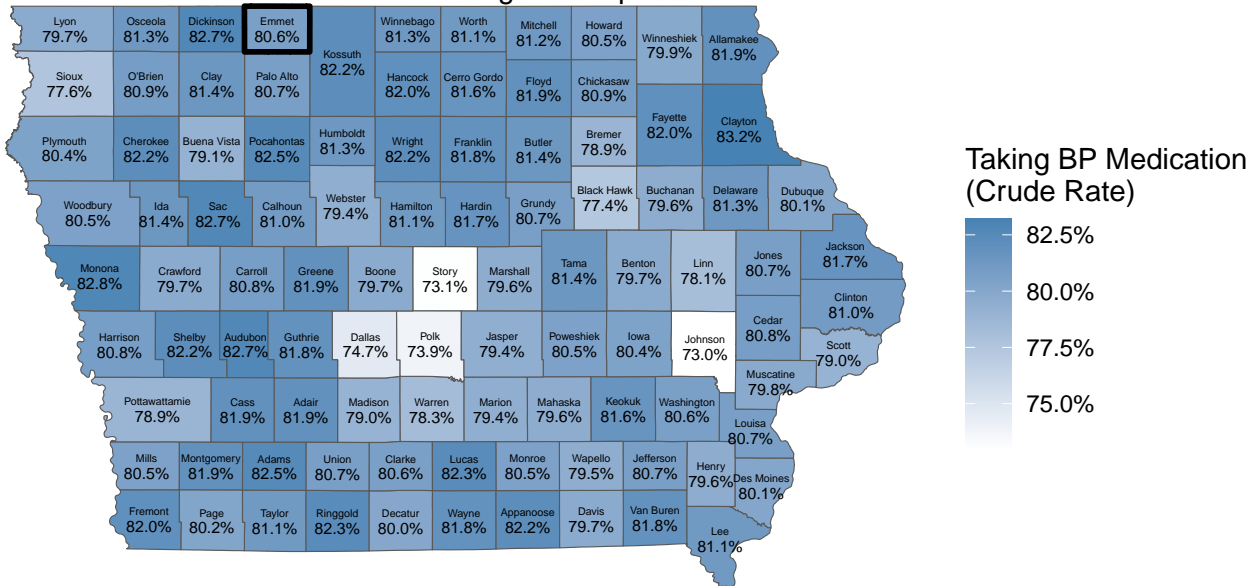 Lyon
79.7%
Osceola
81.3%
Dickinson
82.7%
Emmet
80.6%
Kossuth
82.2%
Winnebago
81.3%
Worth
81.1%
Mitchell
81.2%
Howard
80.5%
Winneshiek
79.9%
Allamakee
81.9%
Sioux
77.6%
O'Brien
80.9%
Clay
81.4%
Palo Alto
80.7%
Hancock
82.0%
Cerro Gordo
81.6%
Floyd
81.9%
Chickasaw
80.9%
Fayette
82.0%
Clayton
83.2%
Plymouth
80.4%
Cherokee
82.2%
Buena Vista
79.1%
Pocahontas
82.5%
Humboldt
81.3%
Wright
82.2%
Franklin
81.8%
Butler
81.4%
Bremer
78.9%
Woodbury
80.5%
Ida
81.4%
Sac
82.7%
Calhoun
81.0%
Webster
79.4%
Hamilton
81.1%
Hardin
81.7%
Grundy
80.7%
Black Hawk
77.4%
Buchanan
79.6%
Delaware
81.3%
Dubuque
80.1%
Monona
82.8%
Crawford
79.7%
Carroll
80.8%
Greene
81.9%
Boone
79.7%
Story
73.1%
Marshall
79.6%
Tama
81.4%
Benton
79.7%
Linn
78.1%
Jones
80.7%
Jackson
81.7%
Clinton
81.0%
Harrison
80.8%
Shelby
82.2%
Audubon
82.7%
Guthrie
81.8%
Dallas
74.7%
Polk
73.9%
Jasper
79.4%
Poweshiek
80.5%
Iowa
80.4%
Johnson
73.0%
Cedar
80.8%
Scott
79.0%
Muscatine
79.8%
Pottawattamie
78.9%
Cass
81.9%
Adair
81.9%
Madison
79.0%
Warren
78.3%
Marion
79.4%
Mahaska
79.6%
Keokuk
81.6%
Washington
80.6%
Louisa
80.7%
Mills
80.5%
Montgomery
81.9%
Adams
82.5%
Union
80.7%
Clarke
80.6%
Lucas
82.3%
Monroe
80.5%
Wapello
79.5%
Jefferson
80.7%
Henry
79.6%
Des Moines
80.1%
Fremont
82.0%
Page
80.2%
Taylor
81.1%
Ringgold
82.3%
Decatur
80.0%
Wayne
81.8%
Appanoose
82.2%
Davis
79.7%
Van Buren
81.8%
Lee
81.1%
Taking BP Medication
(Crude Rate)
82.5%
80.0%
77.5%
75.0%